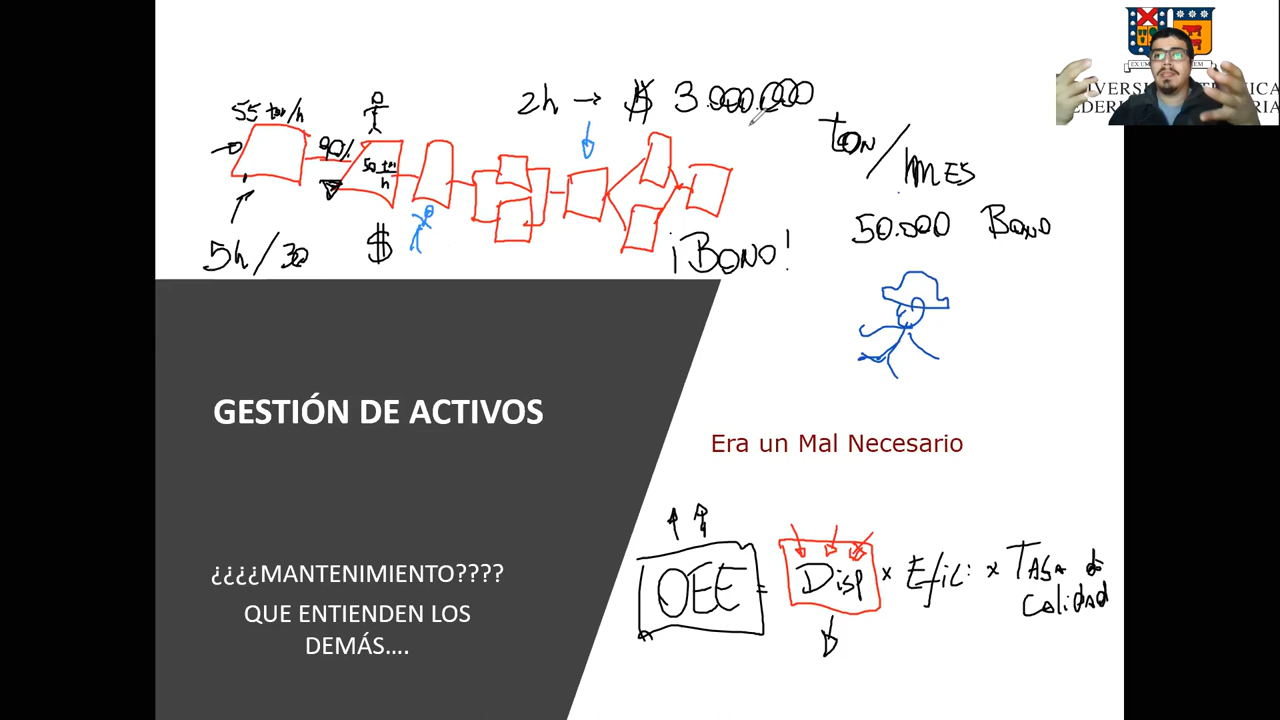 55 ton/h
90%
50 ton/h
2h → $ 3.000.000
ton/MES
50.000 BONO
5h/30
$
¡BONO!
GESTIÓN DE ACTIVOS
Era un Mal Necesario
¿¿¿¿MANTENIMIENTO????
QUE ENTIENDEN LOS
DEMÁS....
OEE = Disp x Efic: x TASA de
calidad